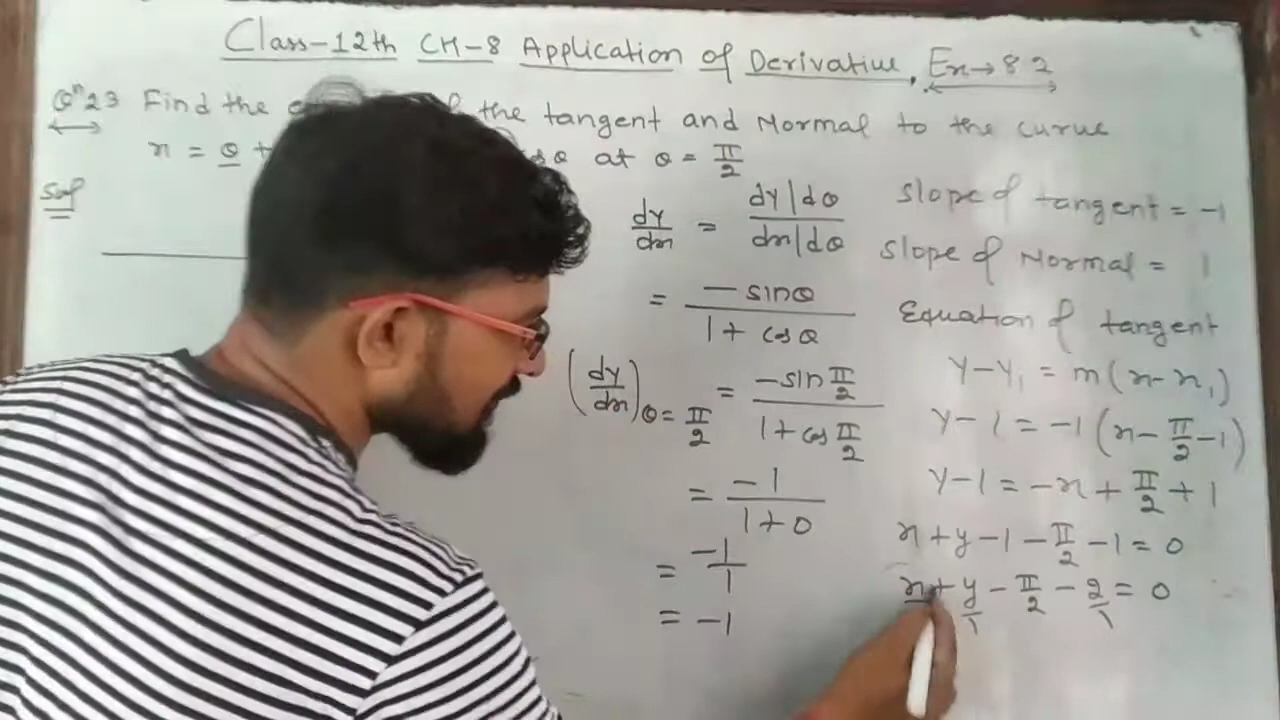 Class-12th CH-8 Application of Derivative, Ex→8.2
Qⁿ23 Find the the tangent and Normal to the curve
x = θ + at θ = π/2
Sol
dy/dx = (dy/dθ)/(dx/dθ)
= -sinθ/(1 + cosθ)
(dy/dx)θ=π/2 = -sin π/2/(1 + cos π/2)
= -1/(1+0)
= -1/1
= -1
Slope of tangent = -1
Slope of Normal = 1
Equation of tangent
y-y₁ = m(x-x₁)
y-1 = -1(x-π/2-1)
y-1 = -x+π/2+1
x+y-1-π/2-1=0
x+y-π/2-2/1=0